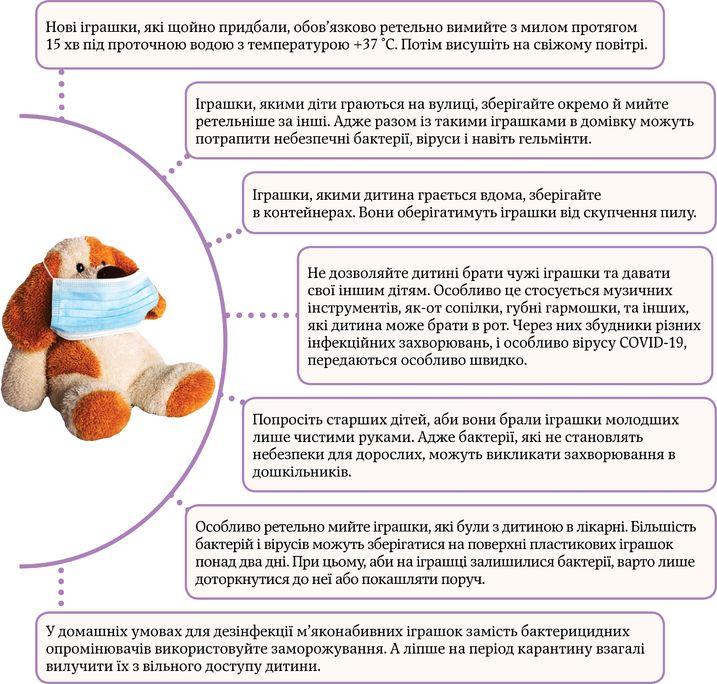 Нові іграшки, які щойно придбали, обов’язково ретельно вимийте з милом протягом
15 хв під проточною водою з температурою +37 ˚С. Потім висушіть на свіжому повітрі.
Іграшки, якими діти граються на вулиці, зберігайте окремо й мийте
ретельніше за інші. Адже разом із такими іграшками в домівку можуть
потрапити небезпечні бактерії, віруси і навіть гельмінти.
Іграшки, якими дитина грається вдома, зберігайте
в контейнерах. Вони оберігатимуть іграшки від скупчення пилу.
Не дозволяйте дитині брати чужі іграшки та давати
свої іншим дітям. Особливо це стосується музичних
інструментів, як-от сопілки, губні гармошки, та інших,
які дитина може брати в рот. Через них збудники різних
інфекційних захворювань, і особливо вірусу COVID-19,
передаються особливо швидко.
Попросіть старших дітей, аби вони брали іграшки молодших
лише чистими руками. Адже бактерії, які не становлять
небезпеки для дорослих, можуть викликати захворювання в
дошкільників.
Особливо ретельно мийте іграшки, які були з дитиною в лікарні. Більшість
бактерій і вірусів можуть зберігатися на поверхні пластикових іграшок
понад два дні. При цьому, аби на іграшці залишилися бактерії, варто лише
доторкнутися до неї або покашляти поруч.
У домашніх умовах для дезінфекції м’яконабивних іграшок замість бактерицидних
опромінювачів використовуйте заморожування. А ліпше на період карантину взагалі
вилучити їх з вільного доступу дитини.